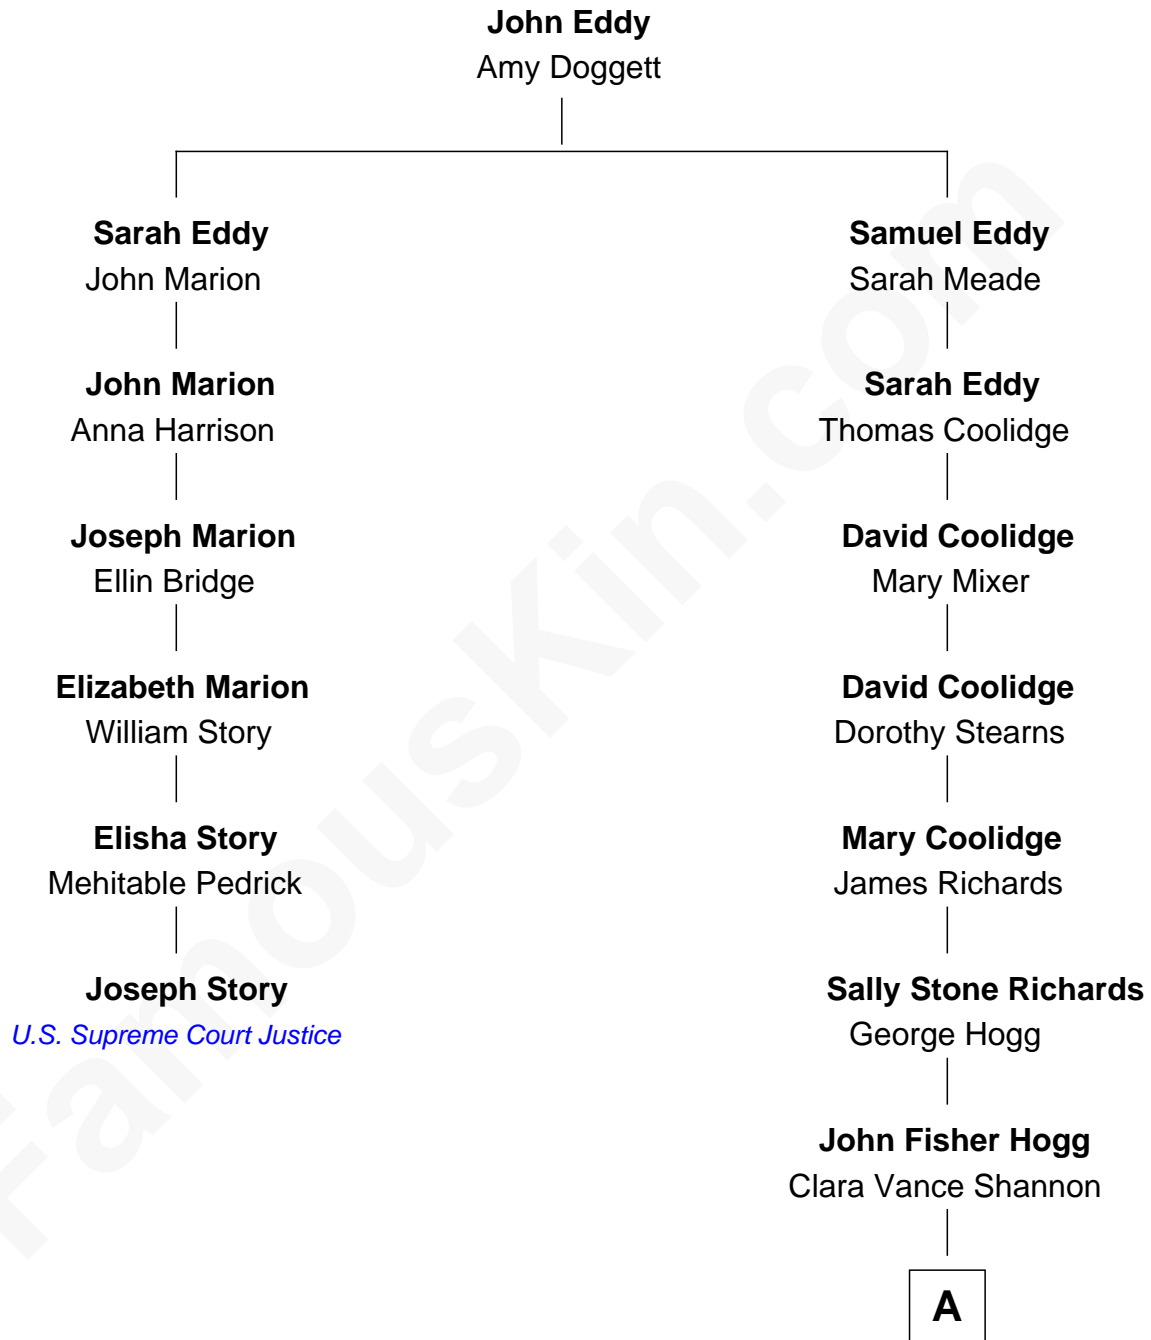 John Eddy
Amy Doggett
Sarah Eddy
John Marion
John Marion
Anna Harrison
Joseph Marion
Ellin Bridge
Elizabeth Marion
William Story
Elisha Story
Mehitable Pedrick
Joseph Story
U.S. Supreme Court Justice
Samuel Eddy
Sarah Meade
Sarah Eddy
Thomas Coolidge
David Coolidge
Mary Mixer
David Coolidge
Dorothy Stearns
Mary Coolidge
James Richards
Sally Stone Richards
George Hogg
John Fisher Hogg
Clara Vance Shannon
A
FamousKin.com